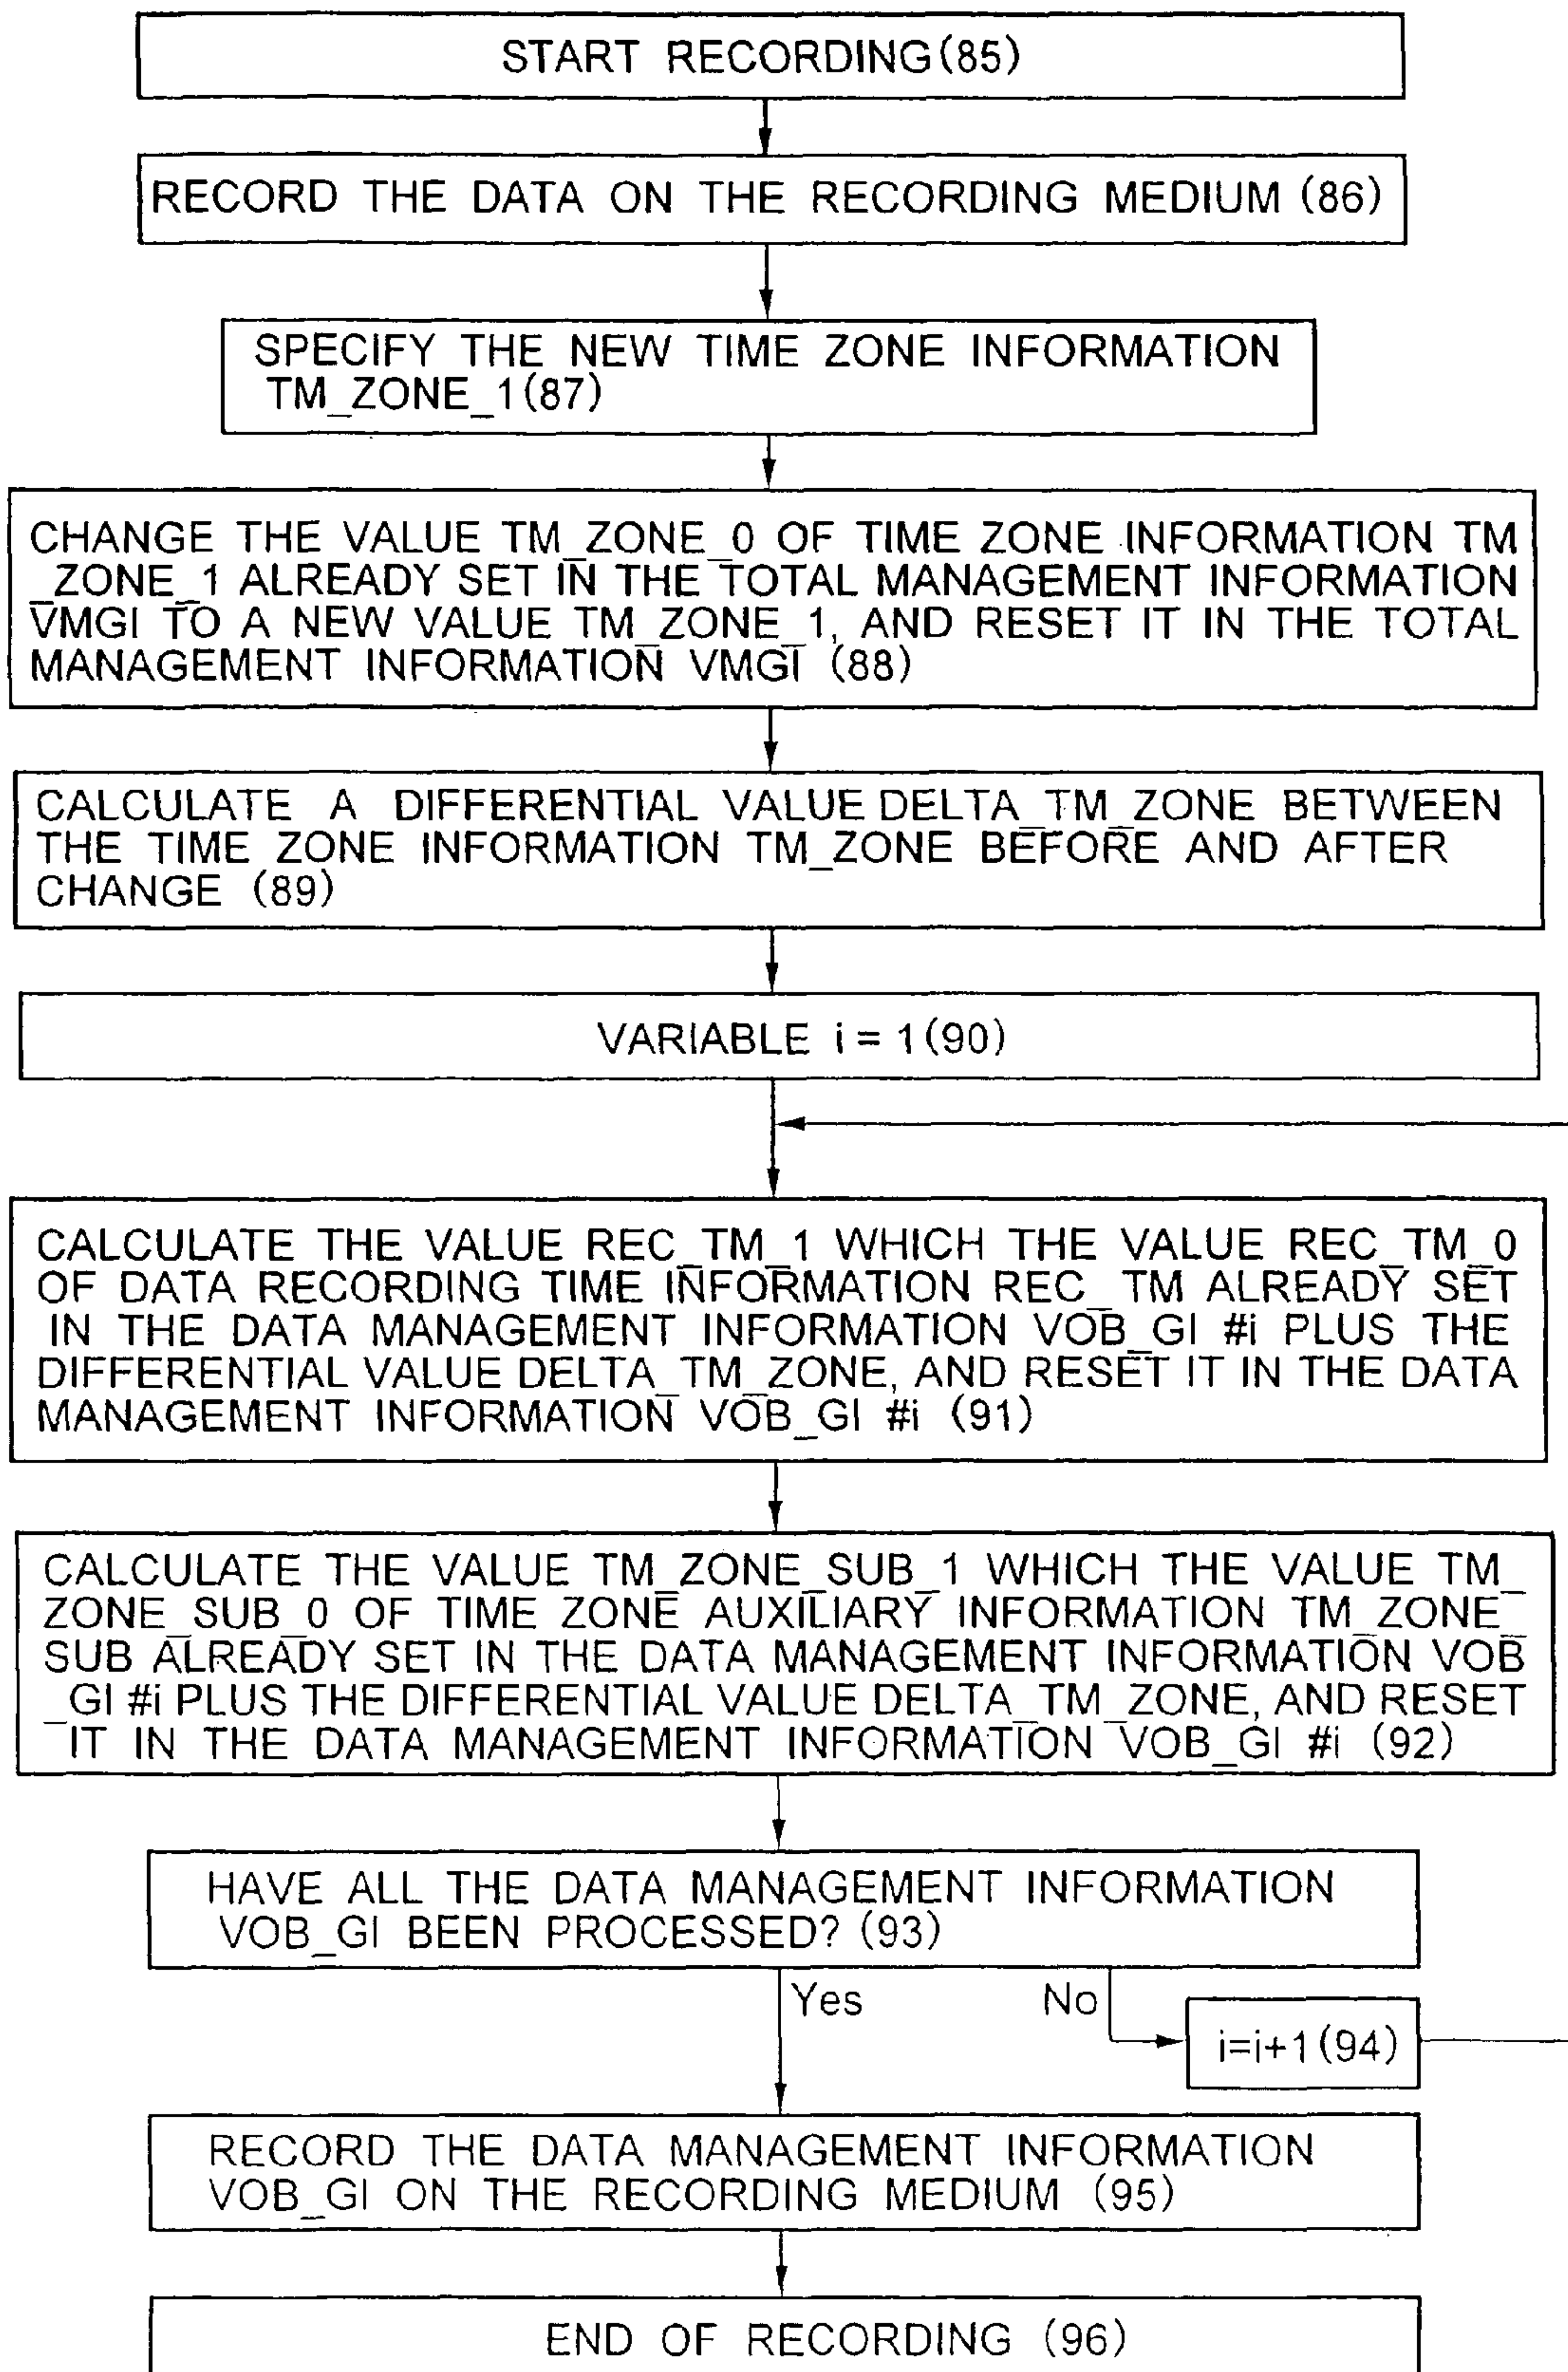 START RECORDING(85)
RECORD THE DATA ON THE RECORDING MEDIUM (86)
SPECIFY THE NEW TIME ZONE INFORMATION
TM_ZONE_1(87)
CHANGE THE VALUE TM_ZONE_0 OF TIME ZONE INFORMATION TM
_ZONE_1 ALREADY SET IN THE TOTAL MANAGEMENT INFORMATION
VMGI TO A NEW VALUE TM_ZONE_1, AND RESET IT IN THE TOTAL
MANAGEMENT INFORMATION VMGI (88)
CALCULATE A DIFFERENTIAL VALUE DELTA_TM_ZONE BETWEEN
THE TIME ZONE INFORMATION TM_ZONE BEFORE AND AFTER
CHANGE (89)
VARIABLE i = 1(90)
CALCULATE THE VALUE REC_TM_1 WHICH THE VALUE REC_TM_0
OF DATA RECORDING TIME INFORMATION REC_TM ALREADY SET
IN THE DATA MANAGEMENT INFORMATION VOB_GI #i PLUS THE
DIFFERENTIAL VALUE DELTA_TM_ZONE, AND RESET IT IN THE DATA
MANAGEMENT INFORMATION VOB_GI #i (91)
CALCULATE THE VALUE TM_ZONE_SUB_1 WHICH THE VALUE TM_
ZONE_SUB_0 OF TIME ZONE AUXILIARY INFORMATION TM_ZONE_
SUB ALREADY SET IN THE DATA MANAGEMENT INFORMATION VOB
_GI #i PLUS THE DIFFERENTIAL VALUE DELTA_TM_ZONE, AND RESET
IT IN THE DATA MANAGEMENT INFORMATION VOB_GI #i (92)
HAVE ALL THE DATA MANAGEMENT INFORMATION
VOB_GI BEEN PROCESSED? (93)
Yes
No
i=i+1(94)
RECORD THE DATA MANAGEMENT INFORMATION
VOB_GI ON THE RECORDING MEDIUM (95)
END OF RECORDING (96)